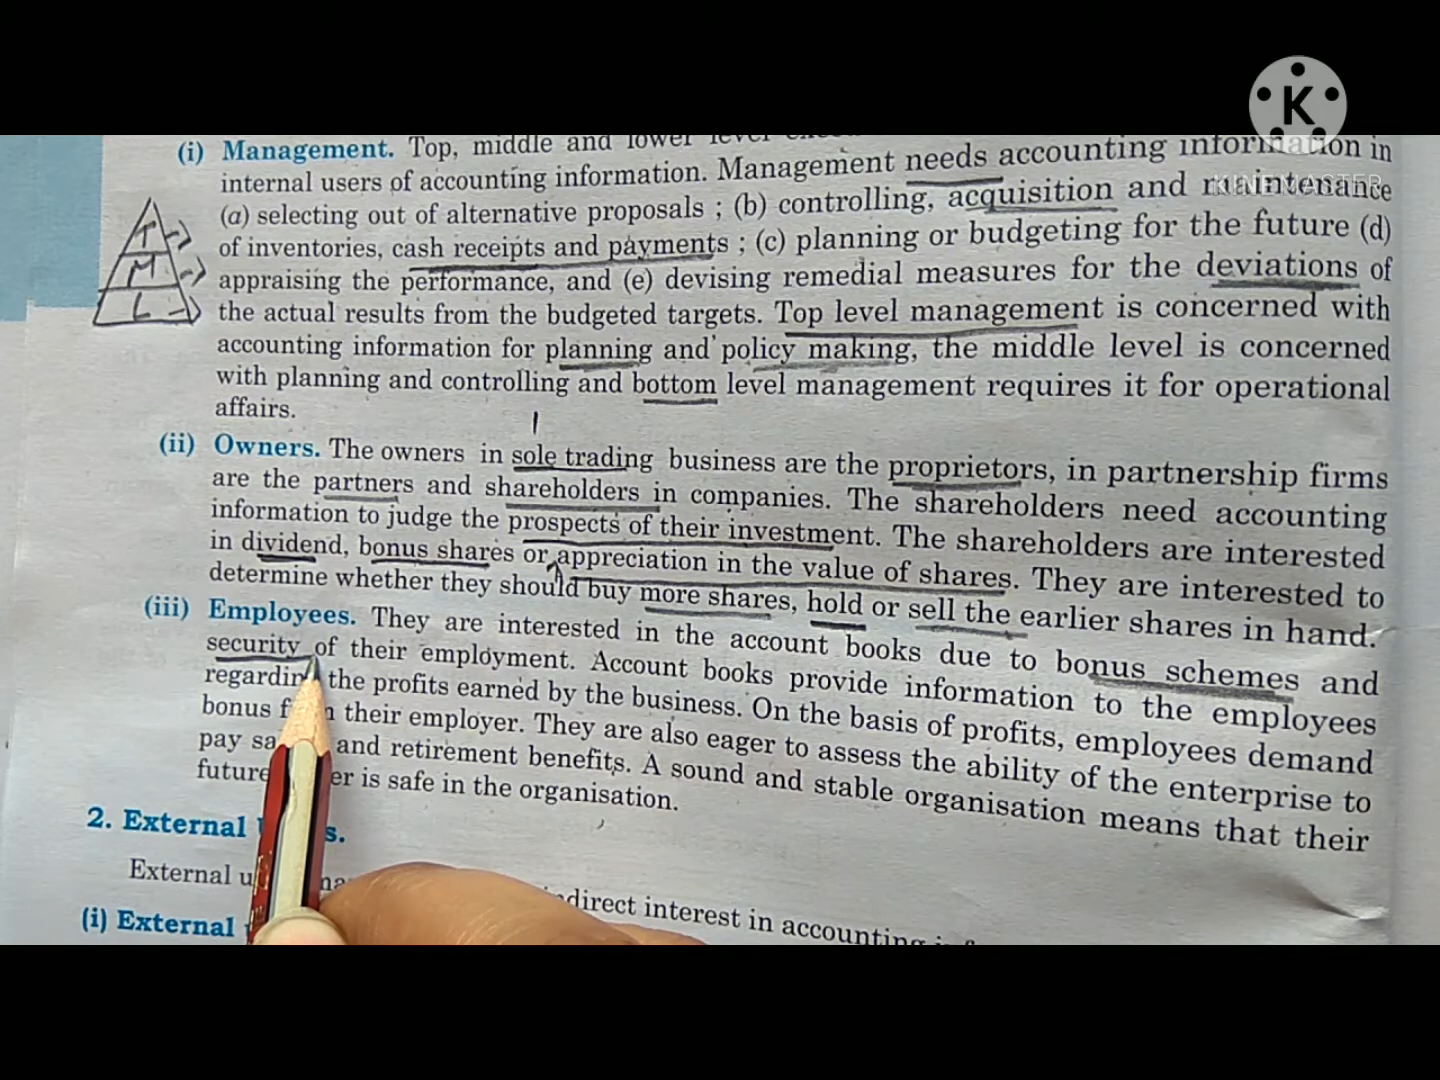 K
KINEMASTER
(i) Management. Top, middle and lower level
internal users of accounting information. Management needs accounting information in
(a) selecting out of alternative proposals ; (b) controlling, acquisition and maintenance
of inventories, cash receipts and payments ; (c) planning or budgeting for the future (d)
appraising the performance, and (e) devising remedial measures for the deviations of
the actual results from the budgeted targets. Top level management is concerned with
accounting information for planning and policy making, the middle level is concerned
with planning and controlling and bottom level management requires it for operational
affairs.
T
M
L
(ii) Owners. The owners in sole trading business are the proprietors, in partnership firms
are the partners and shareholders in companies. The shareholders need accounting
information to judge the prospects of their investment. The shareholders are interested
in dividend, bonus shares or appreciation in the value of shares. They are interested to
determine whether they should buy more shares, hold or sell the earlier shares in hand.
(iii) Employees. They are interested in the account books due to bonus schemes and
security of their employment. Account books provide information to the employees
regarding the profits earned by the business. On the basis of profits, employees demand
bonus their employer. They are also eager to assess the ability of the enterprise to
pay and retirement benefits. A sound and stable organisation means that their
future is safe in the organisation.
2. External
External direct interest in accounting
(i) External